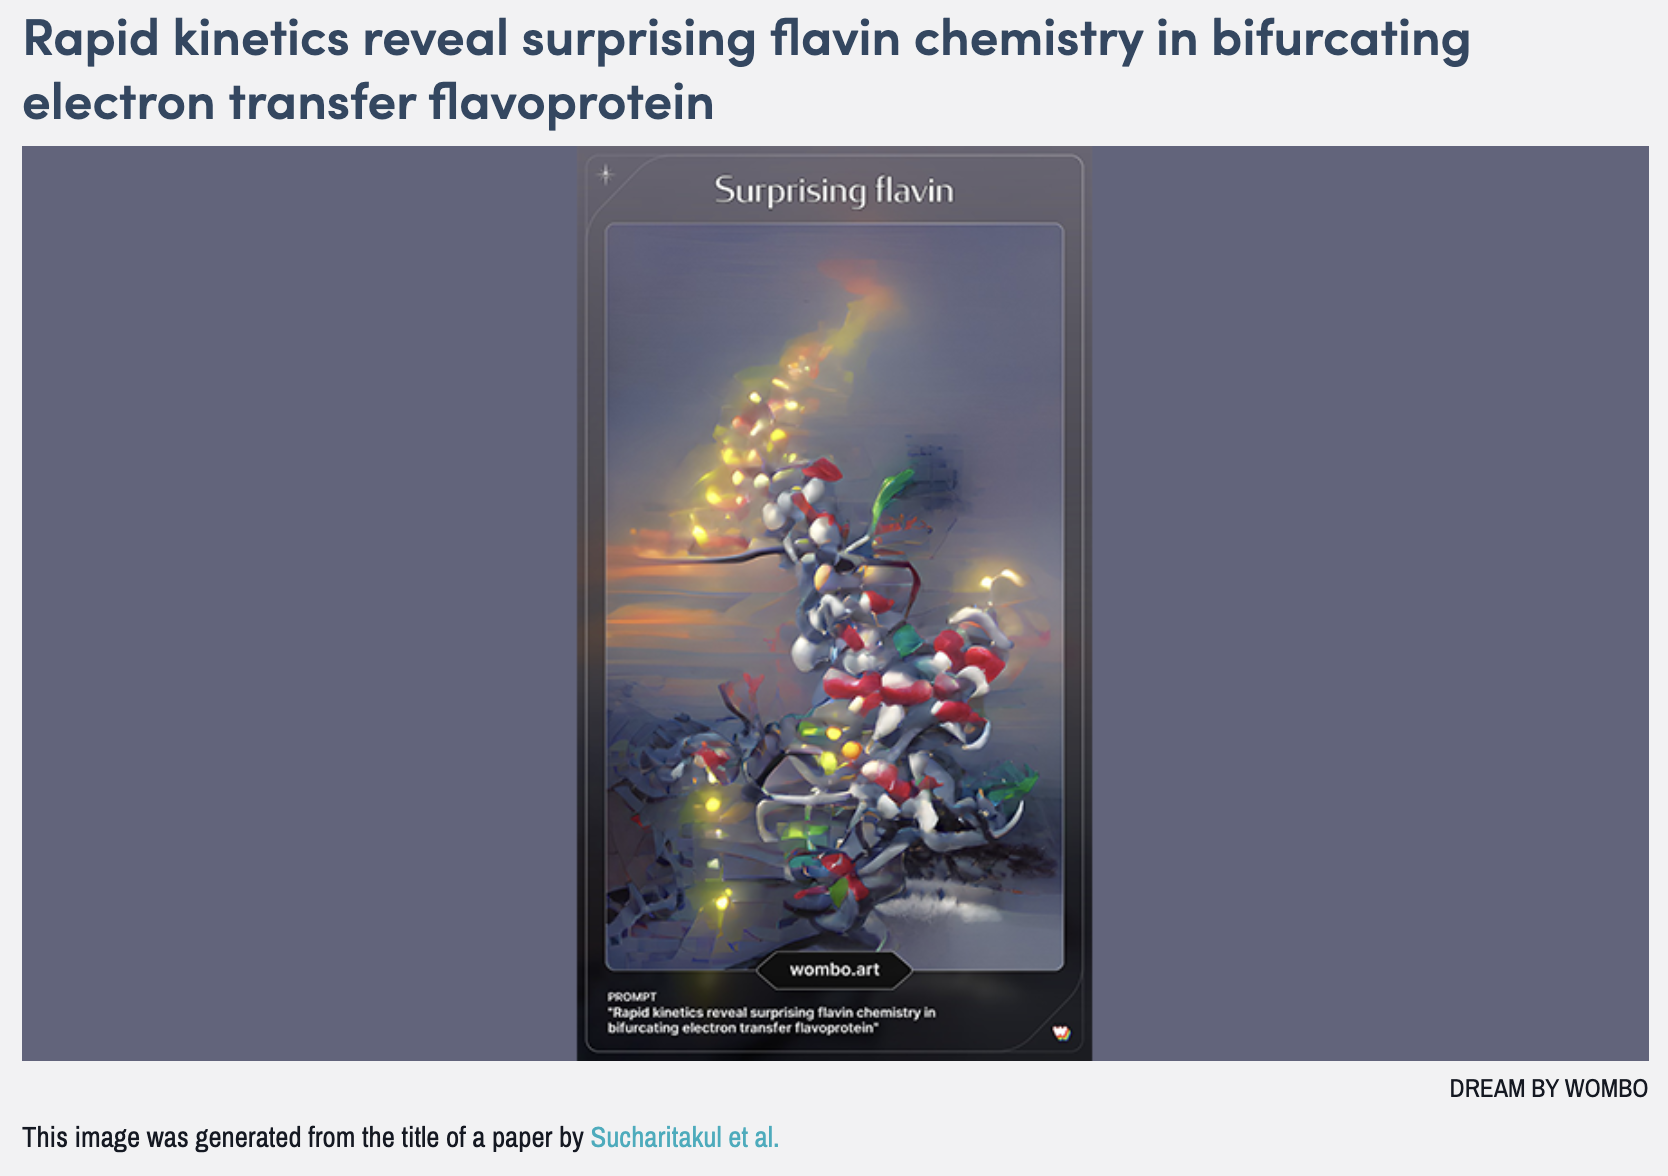 Rapid kinetics reveal surprising flavin chemistry in bifurcating
electron transfer flavoprotein
Surprising flavin
wombo.art
PROMPT
"Rapid kinetics reveal surprising flavin chemistry in
bifurcating electron transfer flavoprotein"
W
DREAM BY WOMBO
This image was generated from the title of a paper by Sucharitakul et al.